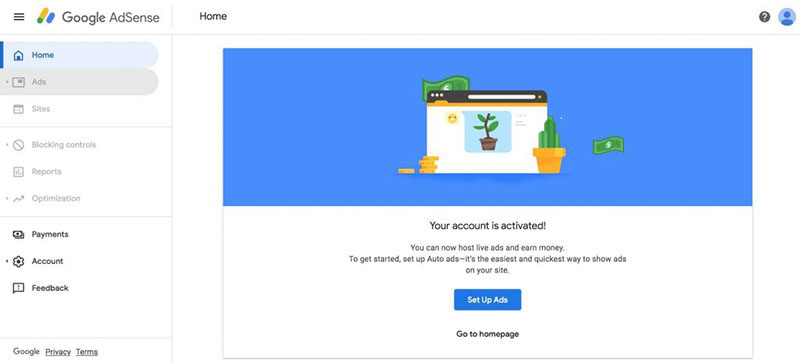 Google AdSense
Home
Home
Ads
Sites
Blocking controls
Reports
Optimization
Payments
Account
Feedback
Google Privacy Terms
Your account is activated!
You can now host live ads and earn money.
To get started, set up Auto ads—it's the easiest and quickest way to show ads
on your site.
Set Up Ads
Go to homepage